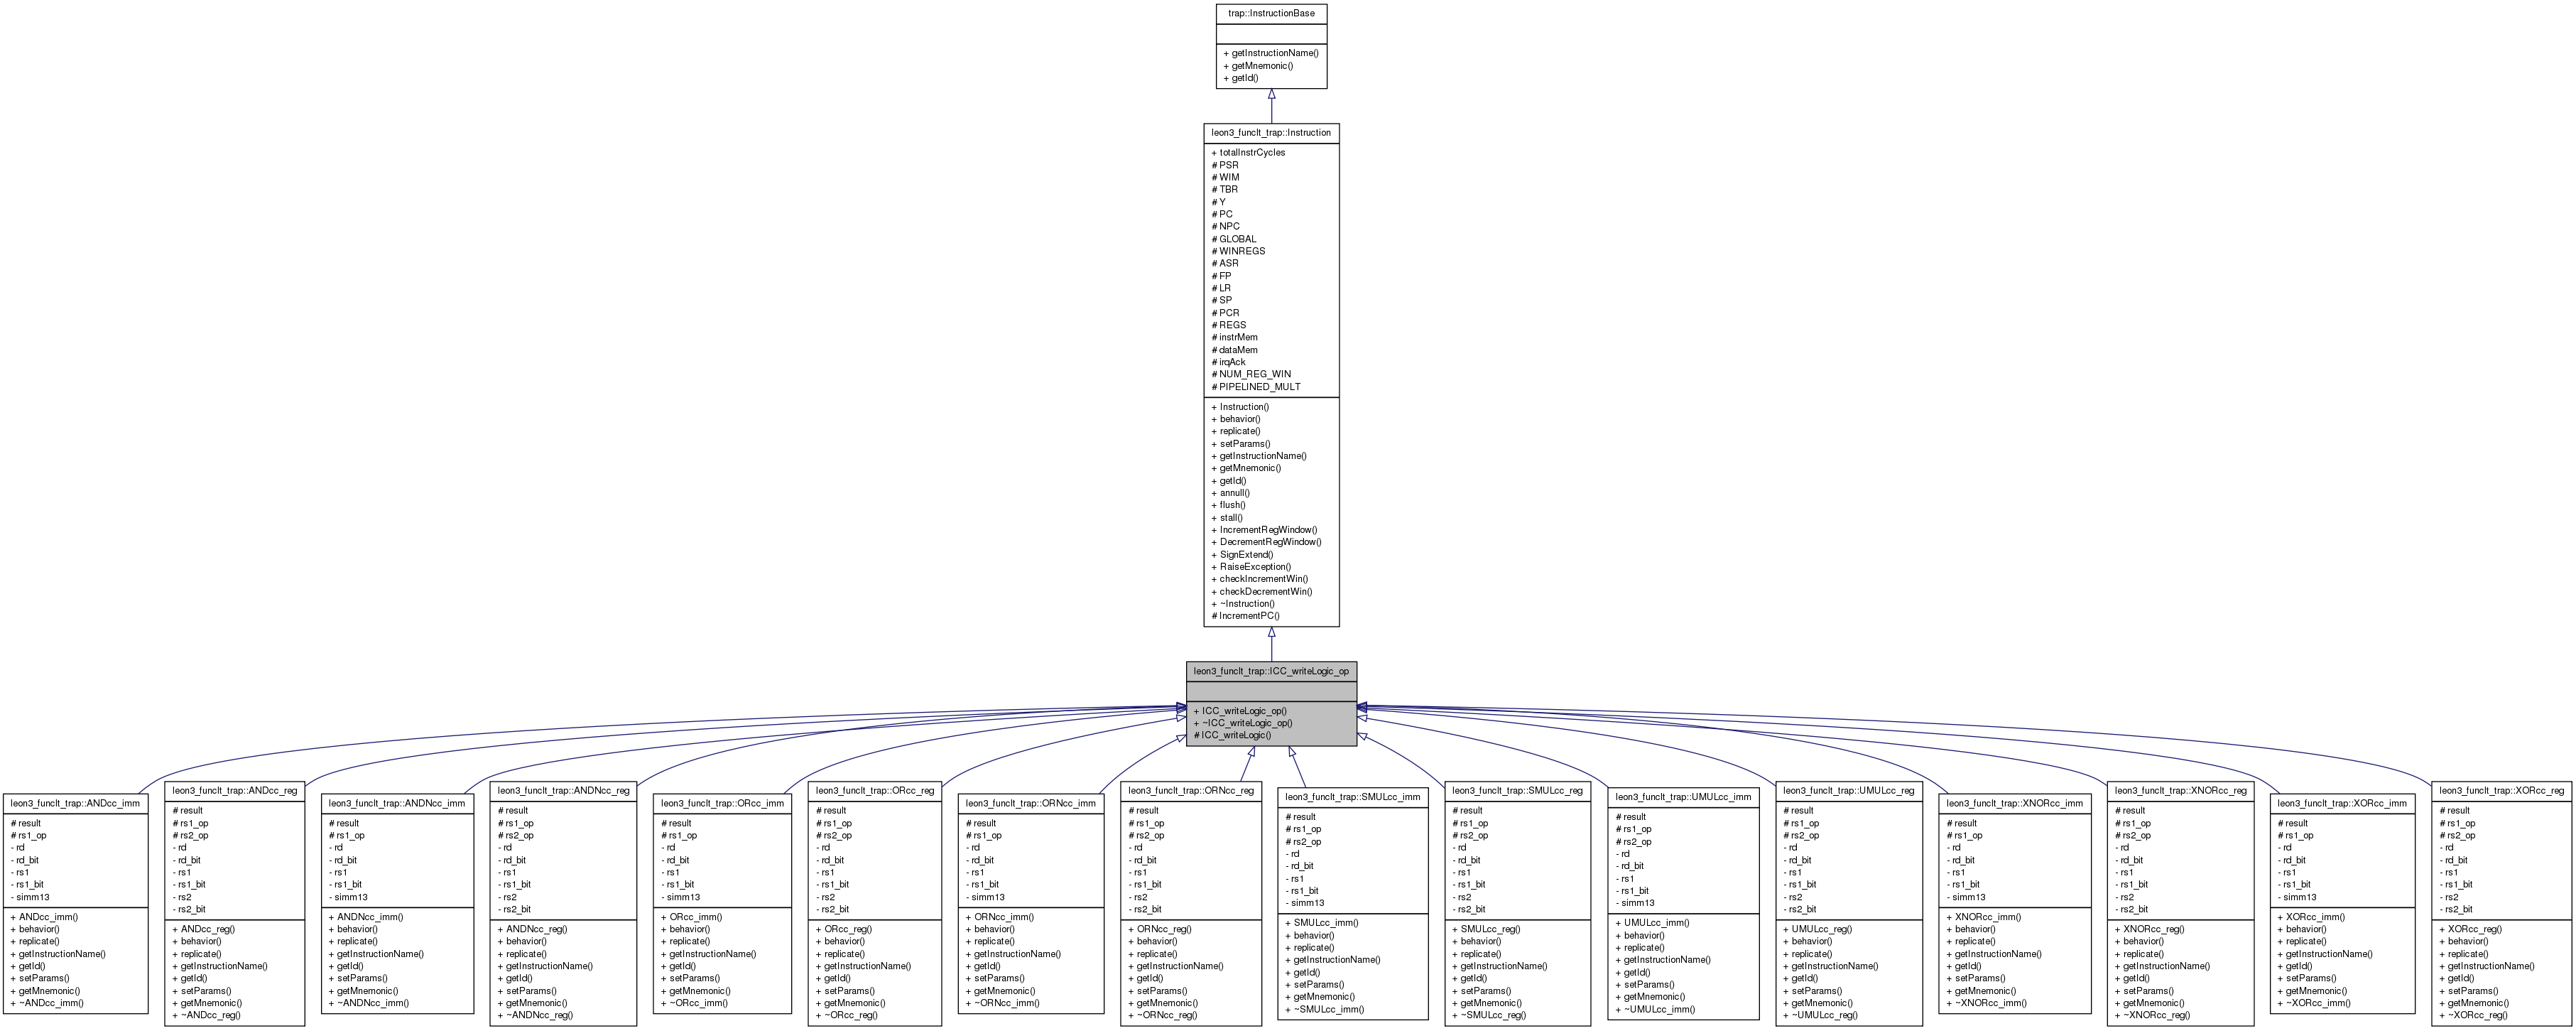 trap::InstructionBase
+ getInstructionName()
+ getMnemonic()
+ getId()
leon3_funclt_trap::Instruction
+ totalInstrCycles
# PSR
# WIM
# TBR
# Y
# PC
# NPC
# GLOBAL
# WINREGS
# ASR
# FP
# LR
# SP
# PCR
# REGS
# instrMem
# dataMem
# irqAck
# NUM_REG_WIN
# PIPELINED_MULT
+ Instruction()
+ behavior()
+ replicate()
+ setParams()
+ getInstructionName()
+ getMnemonic()
+ getId()
+ annull()
+ flush()
+ stall()
+ IncrementRegWindow()
+ DecrementRegWindow()
+ SignExtend()
+ RaiseException()
+ checkIncrementWin()
+ checkDecrementWin()
+ ~Instruction()
# IncrementPC()
leon3_funclt_trap::ICC_writeLogic_op
+ ICC_writeLogic_op()
+ ~ICC_writeLogic_op()
# ICC_writeLogic()
leon3_funclt_trap::ANDcc_imm
# result
# rs1_op
- rd
- rd_bit
- rs1
- rs1_bit
- simm13
+ ANDcc_imm()
+ behavior()
+ replicate()
+ getInstructionName()
+ getId()
+ setParams()
+ getMnemonic()
+ ~ANDcc_imm()
leon3_funclt_trap::ANDcc_reg
# result
# rs1_op
# rs2_op
- rd
- rd_bit
- rs1
- rs1_bit
- rs2
- rs2_bit
+ ANDcc_reg()
+ behavior()
+ replicate()
+ getInstructionName()
+ getId()
+ setParams()
+ getMnemonic()
+ ~ANDcc_reg()
leon3_funclt_trap::ANDNcc_imm
# result
# rs1_op
- rd
- rd_bit
- rs1
- rs1_bit
- simm13
+ ANDNcc_imm()
+ behavior()
+ replicate()
+ getInstructionName()
+ getId()
+ setParams()
+ getMnemonic()
+ ~ANDNcc_imm()
leon3_funclt_trap::ANDNcc_reg
# result
# rs1_op
# rs2_op
- rd
- rd_bit
- rs1
- rs1_bit
- rs2
- rs2_bit
+ ANDNcc_reg()
+ behavior()
+ replicate()
+ getInstructionName()
+ getId()
+ setParams()
+ getMnemonic()
+ ~ANDNcc_reg()
leon3_funclt_trap::ORcc_imm
# result
# rs1_op
- rd
- rd_bit
- rs1
- rs1_bit
- simm13
+ ORcc_imm()
+ behavior()
+ replicate()
+ getInstructionName()
+ getId()
+ setParams()
+ getMnemonic()
+ ~ORcc_imm()
leon3_funclt_trap::ORcc_reg
# result
# rs1_op
# rs2_op
- rd
- rd_bit
- rs1
- rs1_bit
- rs2
- rs2_bit
+ ORcc_reg()
+ behavior()
+ replicate()
+ getInstructionName()
+ getId()
+ setParams()
+ getMnemonic()
+ ~ORcc_reg()
leon3_funclt_trap::ORNcc_imm
# result
# rs1_op
- rd
- rd_bit
- rs1
- rs1_bit
- simm13
+ ORNcc_imm()
+ behavior()
+ replicate()
+ getInstructionName()
+ getId()
+ setParams()
+ getMnemonic()
+ ~ORNcc_imm()
leon3_funclt_trap::ORNcc_reg
# result
# rs1_op
# rs2_op
- rd
- rd_bit
- rs1
- rs1_bit
- rs2
- rs2_bit
+ ORNcc_reg()
+ behavior()
+ replicate()
+ getInstructionName()
+ getId()
+ setParams()
+ getMnemonic()
+ ~ORNcc_reg()
leon3_funclt_trap::SMULcc_imm
# result
# rs1_op
# rs2_op
- rd
- rd_bit
- rs1
- rs1_bit
- simm13
+ SMULcc_imm()
+ behavior()
+ replicate()
+ getInstructionName()
+ getId()
+ setParams()
+ getMnemonic()
+ ~SMULcc_imm()
leon3_funclt_trap::SMULcc_reg
# result
# rs1_op
# rs2_op
- rd
- rd_bit
- rs1
- rs1_bit
- rs2
- rs2_bit
+ SMULcc_reg()
+ behavior()
+ replicate()
+ getInstructionName()
+ getId()
+ setParams()
+ getMnemonic()
+ ~SMULcc_reg()
leon3_funclt_trap::UMULcc_imm
# result
# rs1_op
# rs2_op
- rd
- rd_bit
- rs1
- rs1_bit
- simm13
+ UMULcc_imm()
+ behavior()
+ replicate()
+ getInstructionName()
+ getId()
+ setParams()
+ getMnemonic()
+ ~UMULcc_imm()
leon3_funclt_trap::UMULcc_reg
# result
# rs1_op
# rs2_op
- rd
- rd_bit
- rs1
- rs1_bit
- rs2
- rs2_bit
+ UMULcc_reg()
+ behavior()
+ replicate()
+ getInstructionName()
+ getId()
+ setParams()
+ getMnemonic()
+ ~UMULcc_reg()
leon3_funclt_trap::XNORcc_imm
# result
# rs1_op
- rd
- rd_bit
- rs1
- rs1_bit
- simm13
+ XNORcc_imm()
+ behavior()
+ replicate()
+ getInstructionName()
+ getId()
+ setParams()
+ getMnemonic()
+ ~XNORcc_imm()
leon3_funclt_trap::XNORcc_reg
# result
# rs1_op
# rs2_op
- rd
- rd_bit
- rs1
- rs1_bit
- rs2
- rs2_bit
+ XNORcc_reg()
+ behavior()
+ replicate()
+ getInstructionName()
+ getId()
+ setParams()
+ getMnemonic()
+ ~XNORcc_reg()
leon3_funclt_trap::XORcc_imm
# result
# rs1_op
- rd
- rd_bit
- rs1
- rs1_bit
- simm13
+ XORcc_imm()
+ behavior()
+ replicate()
+ getInstructionName()
+ getId()
+ setParams()
+ getMnemonic()
+ ~XORcc_imm()
leon3_funclt_trap::XORcc_reg
# result
# rs1_op
# rs2_op
- rd
- rd_bit
- rs1
- rs1_bit
- rs2
- rs2_bit
+ XORcc_reg()
+ behavior()
+ replicate()
+ getInstructionName()
+ getId()
+ setParams()
+ getMnemonic()
+ ~XORcc_reg()